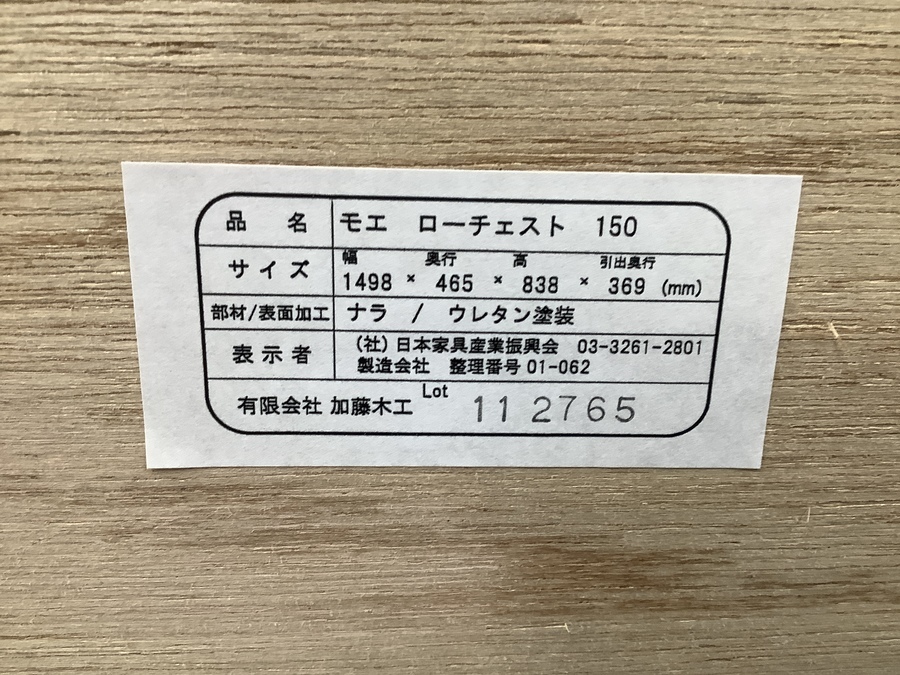 品 名 モエ ローチェスト 150
幅 奥行 高 引出奥行
サイズ 1498 × 465 × 838 × 369 (mm)
部材/表面加工 ナラ / ウレタン塗装
表示者 (社)日本家具産業振興会 03-3261-2801
製造会社 整理番号 01-062
有限会社 加藤木工 Lot 11 2765